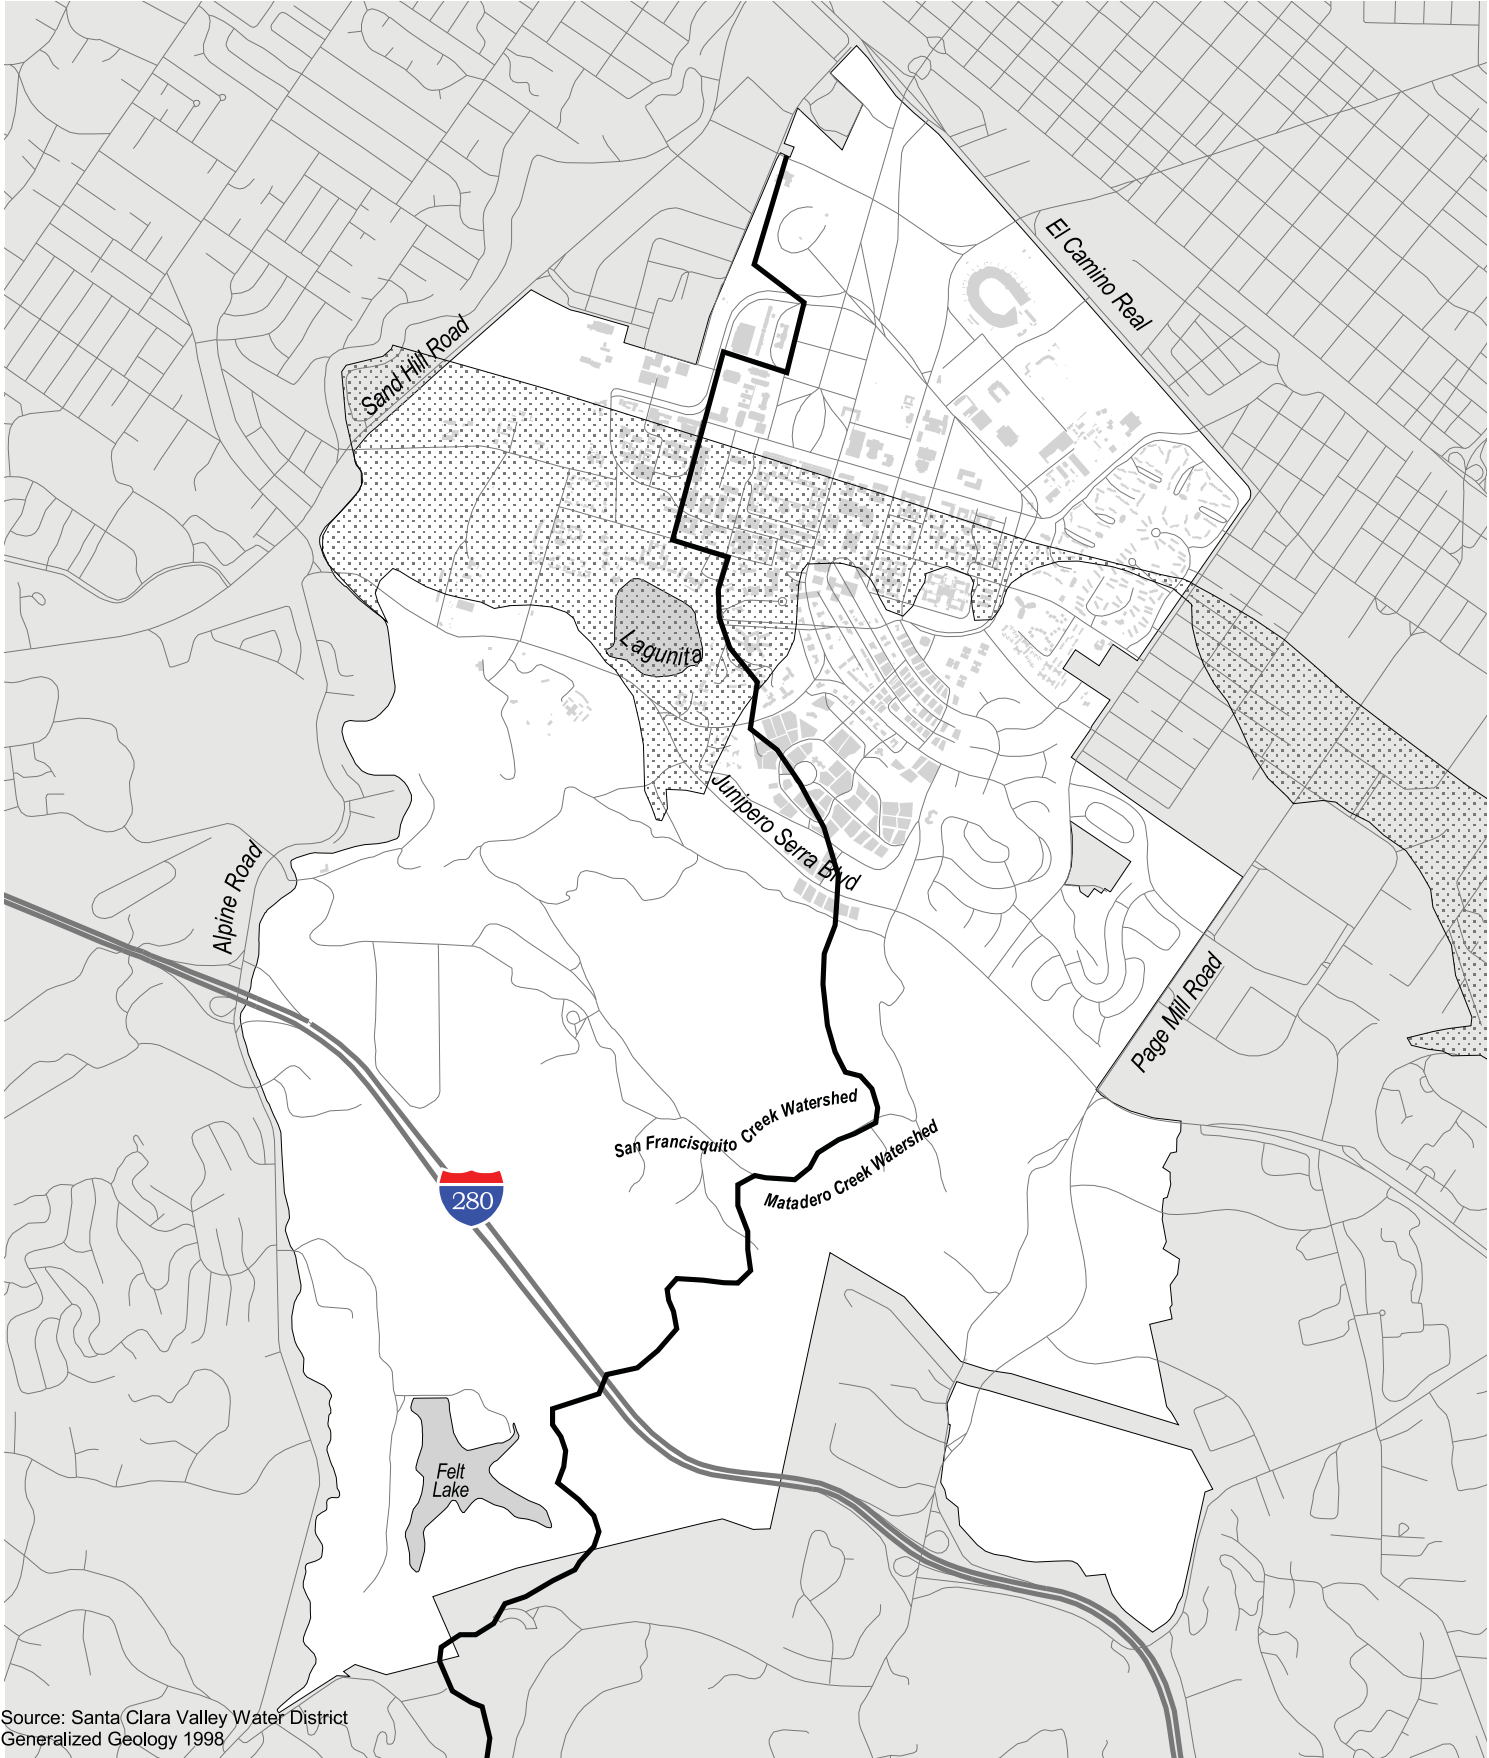 El Camino Real
Sand Hill Road
Lagunita
Junipero Serra Blvd
Alpine Road
Page Mill Road
San Francisquito Creek Watershed
Matadero Creek Watershed
280
Felt
Lake
Source: Santa Clara Valley Water District
Generalized Geology 1998